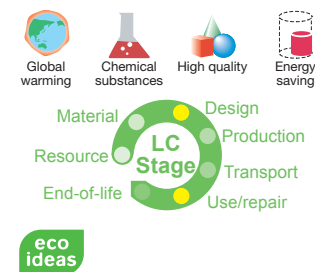 Global
warming
Chemical
substances
High quality
Energy
saving
Material
Design
LC
Stage
Production
Resource
Transport
End-of-life
Use/repair
eco
ideas